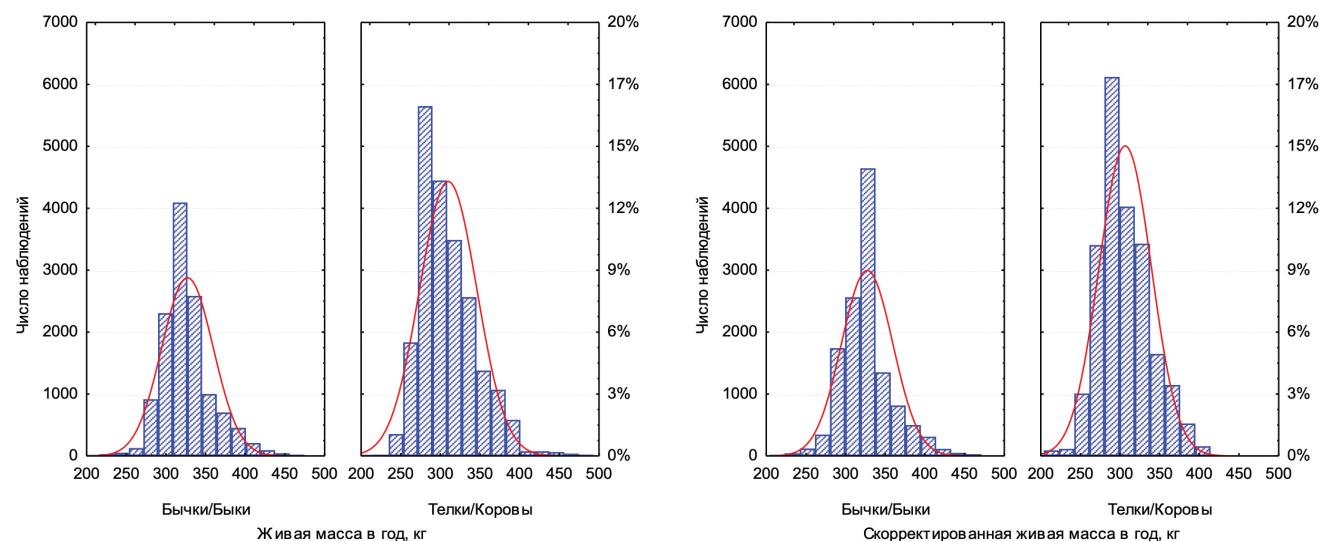 7000
6000
5000
4000
3000
2000
1000
0
Число наблюдений
200 250 300 350 400 450 500
Бычки/Быки
20%
17%
15%
12%
9%
6%
3%
0%
200 250 300 350 400 450 500
Телки/Коровы
Живая масса в год, кг
7000
6000
5000
4000
3000
2000
1000
0
Число наблюдений
200 250 300 350 400 450 500
Бычки/Быки
20%
17%
15%
12%
9%
6%
3%
0%
200 250 300 350 400 450 500
Телки/Коровы
Скорректированная живая масса в год, кг